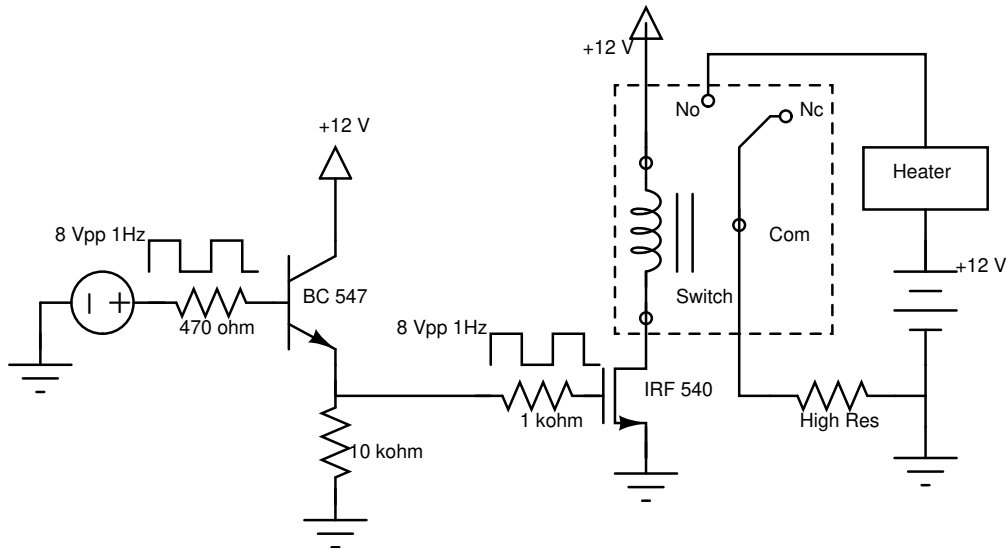 +12 V
No
Nc
+12 V
Heater
8 Vpp 1Hz
Com
+12 V
BC 547
Switch
470 ohm
8 Vpp 1Hz
IRF 540
1 kohm
High Res
10 kohm